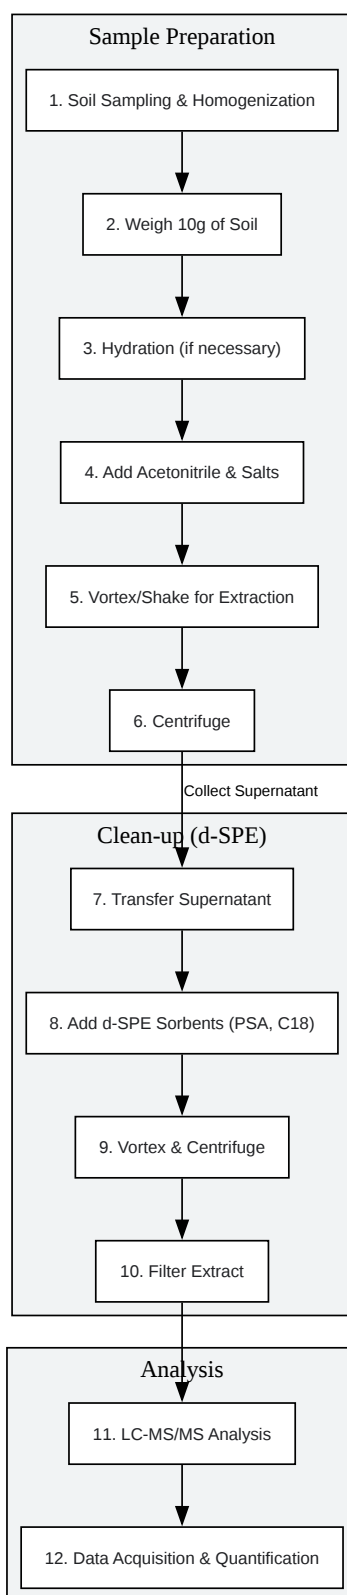 Sample Preparation
1. Soil Sampling & Homogenization
2. Weigh 10g of Soil
3. Hydration (if necessary)
4. Add Acetonitrile & Salts
5. Vortex/Shake for Extraction
6. Centrifuge
Collect Supernatant
Clean-up (d-SPE)
7. Transfer Supernatant
8. Add d-SPE Sorbents (PSA, C18)
9. Vortex & Centrifuge
10. Filter Extract
Analysis
11. LC-MS/MS Analysis
12. Data Acquisition & Quantification